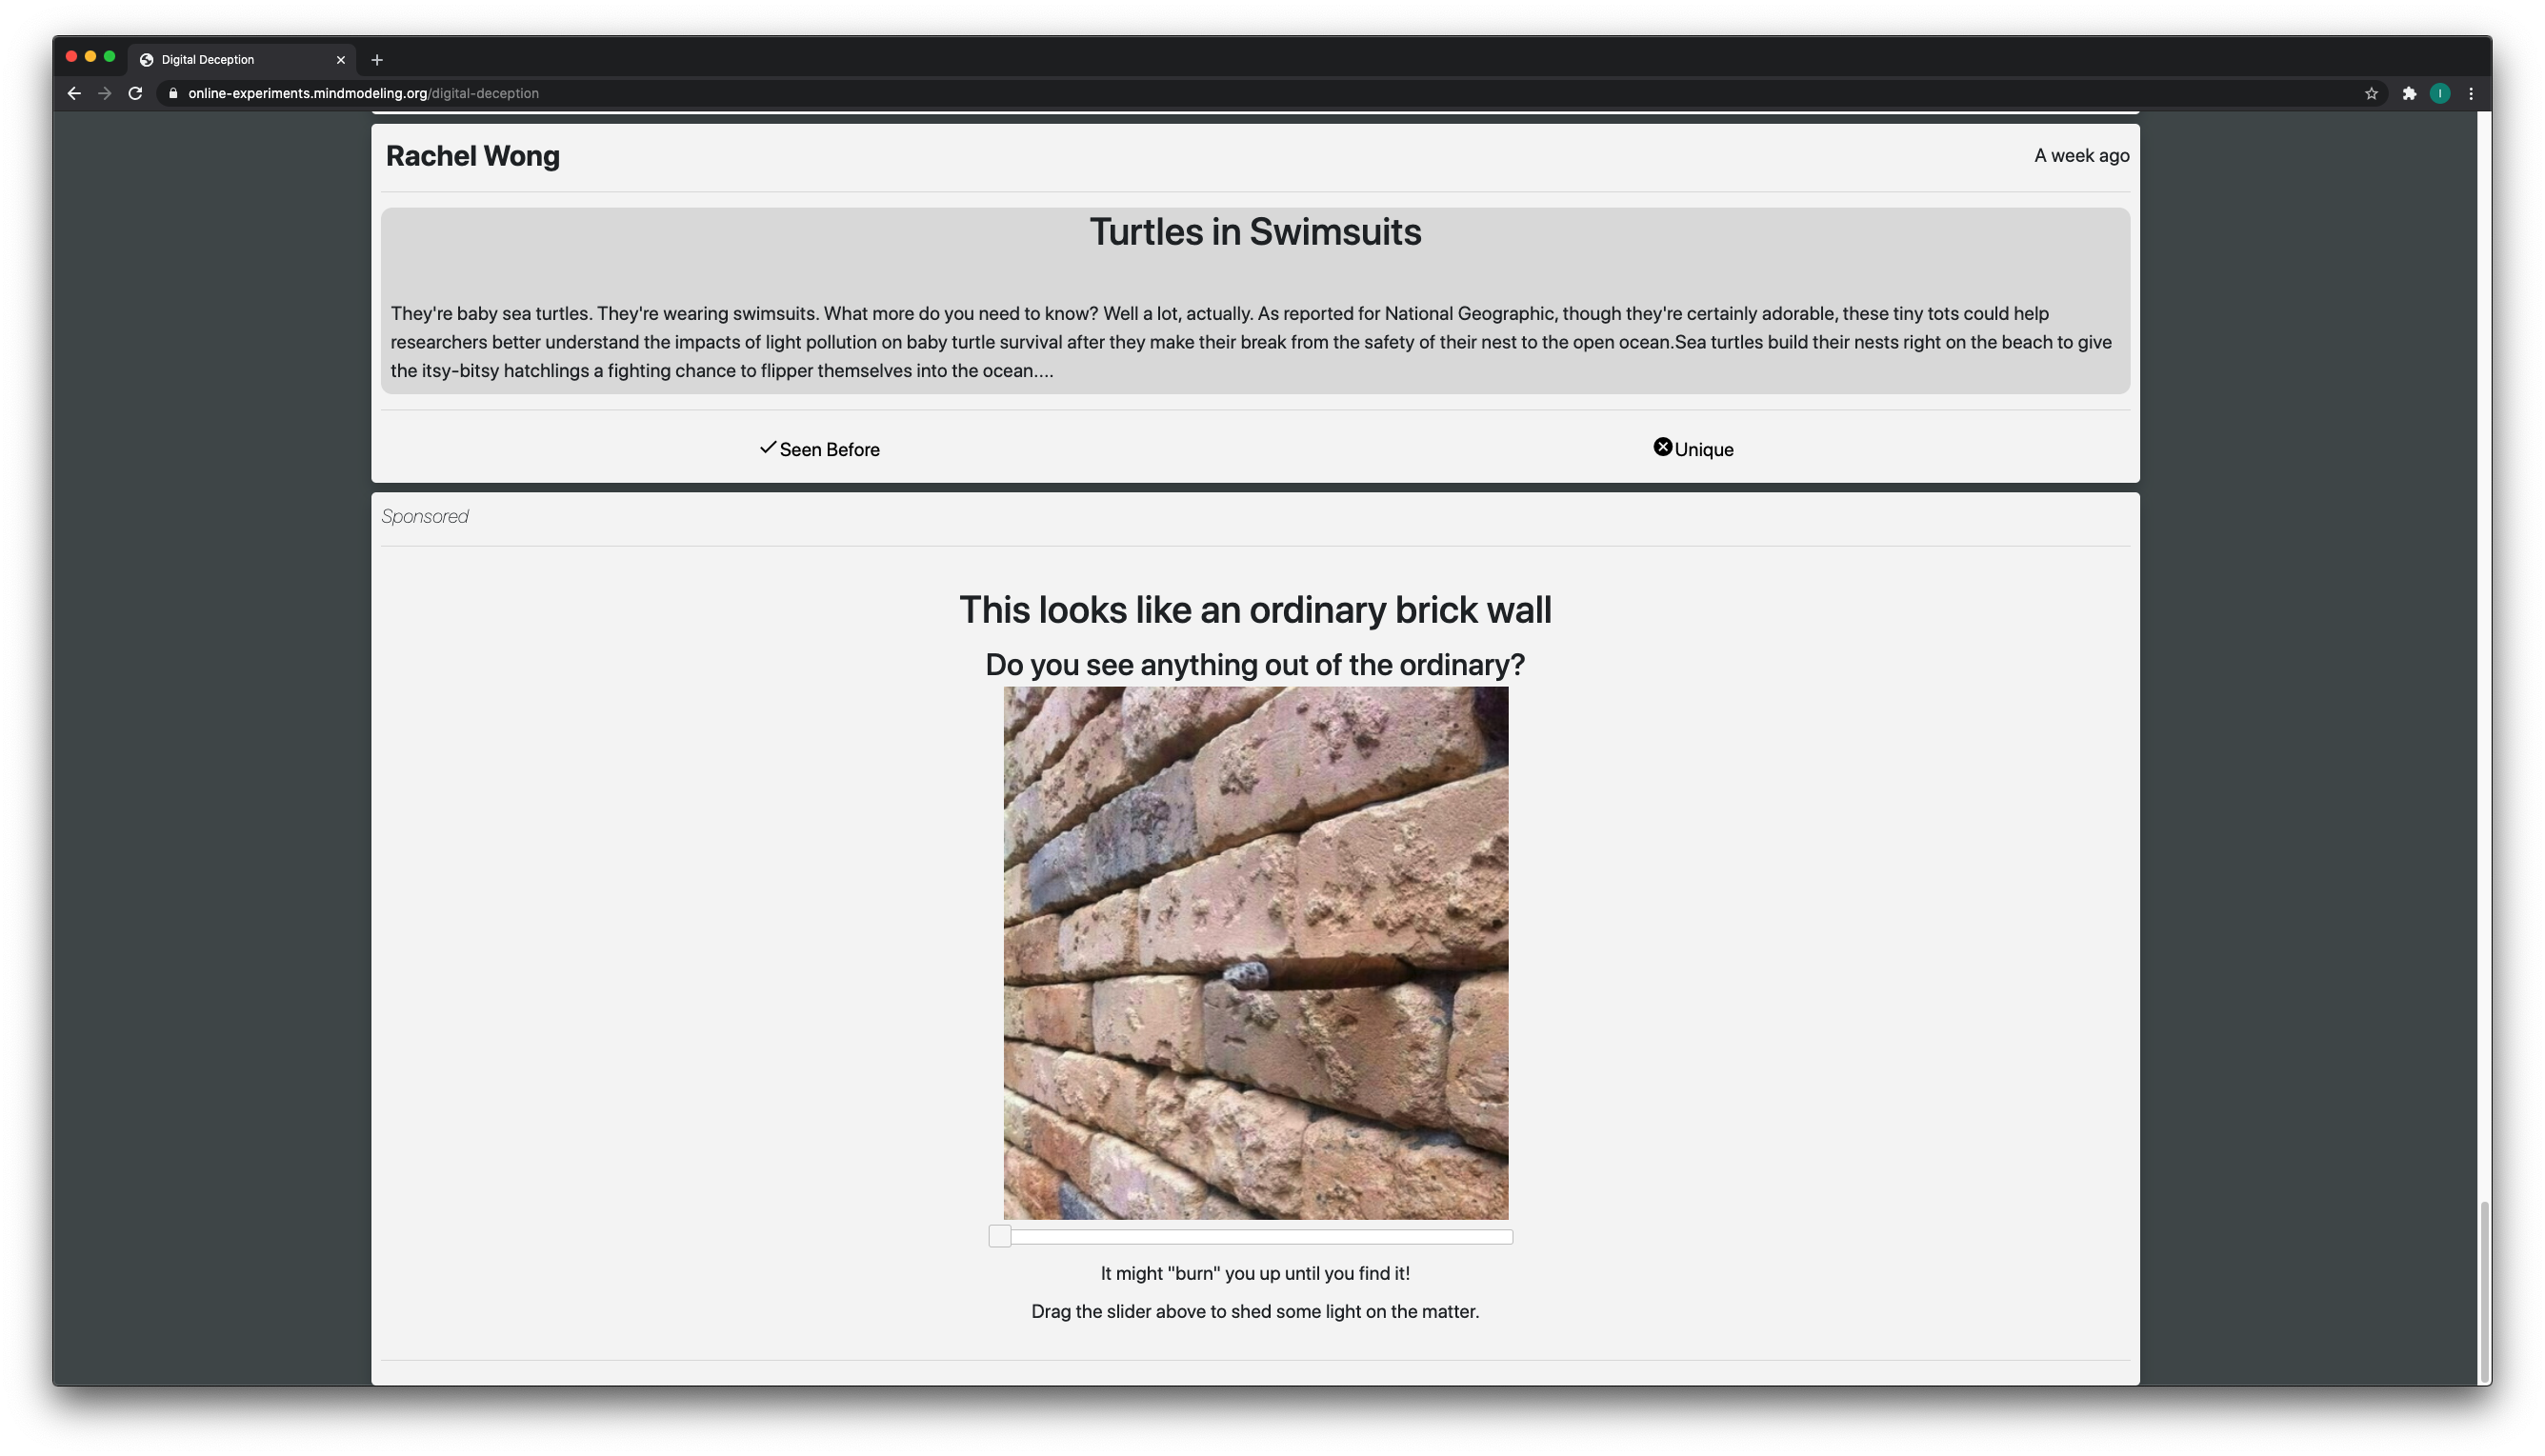 Digital Deception
online-experiments.mindmodeling.org/digital-deception
I
Rachel Wong
A week ago
Turtles in Swimsuits
They're baby sea turtles. They're wearing swimsuits. What more do you need to know? Well a lot, actually. As reported for National Geographic, though they're certainly adorable, these tiny tots could help
researchers better understand the impacts of light pollution on baby turtle survival after they make their break from the safety of their nest to the open ocean.Sea turtles build their nests right on the beach to give
the itsy-bitsy hatchlings a fighting chance to flipper themselves into the ocean....
Seen Before
Unique
Sponsored
This looks like an ordinary brick wall
Do you see anything out of the ordinary?
It might "burn" you up until you find it!
Drag the slider above to shed some light on the matter.